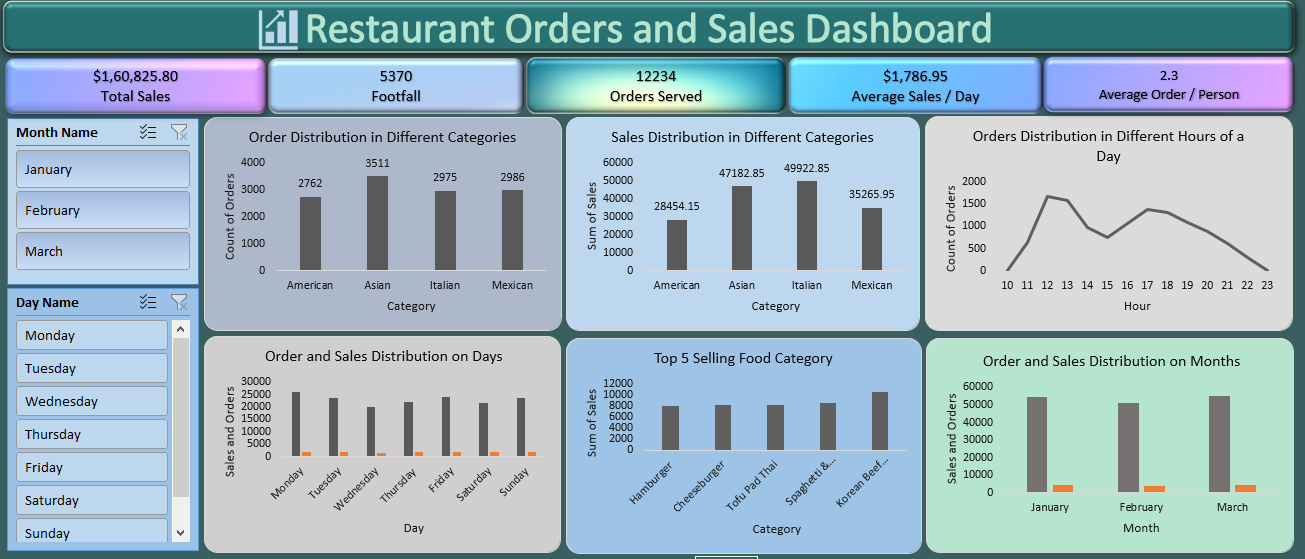 Restaurant Orders and Sales Dashboard
$1,60,825.80
Total Sales
5370
Footfall
12234
Orders Served
$1,786.95
Average Sales / Day
2.3
Average Order / Person
Month Name
January
February
March
Day Name
Monday
Tuesday
Wednesday
Thursday
Friday
Saturday
Sunday
Order Distribution in Different Categories
Count of Orders
4000
3000
2000
1000
0
2762
3511
2975
2986
American
Asian
Italian
Mexican
Category
Sales Distribution in Different Categories
Sum of Sales
60000
50000
40000
30000
20000
10000
0
28454.15
47182.85
49922.85
35265.95
American
Asian
Italian
Mexican
Category
Orders Distribution in Different Hours of a
Day
Count of Orders
2000
1500
1000
500
0
10 11 12 13 14 15 16 17 18 19 20 21 22 23
Hour
Order and Sales Distribution on Days
Sales and Orders
30000
25000
20000
15000
10000
5000
0
Monday
Tuesday
Wednesday
Thursday
Friday
Saturday
Sunday
Day
Top 5 Selling Food Category
Sum of Sales
12000
10000
8000
6000
4000
2000
0
Hamburger
Cheeseburger
Tofu Pad Thai
Spaghetti &...
Korean Beef...
Category
Order and Sales Distribution on Months
Sales and Orders
60000
50000
40000
30000
20000
10000
0
January
February
March
Month